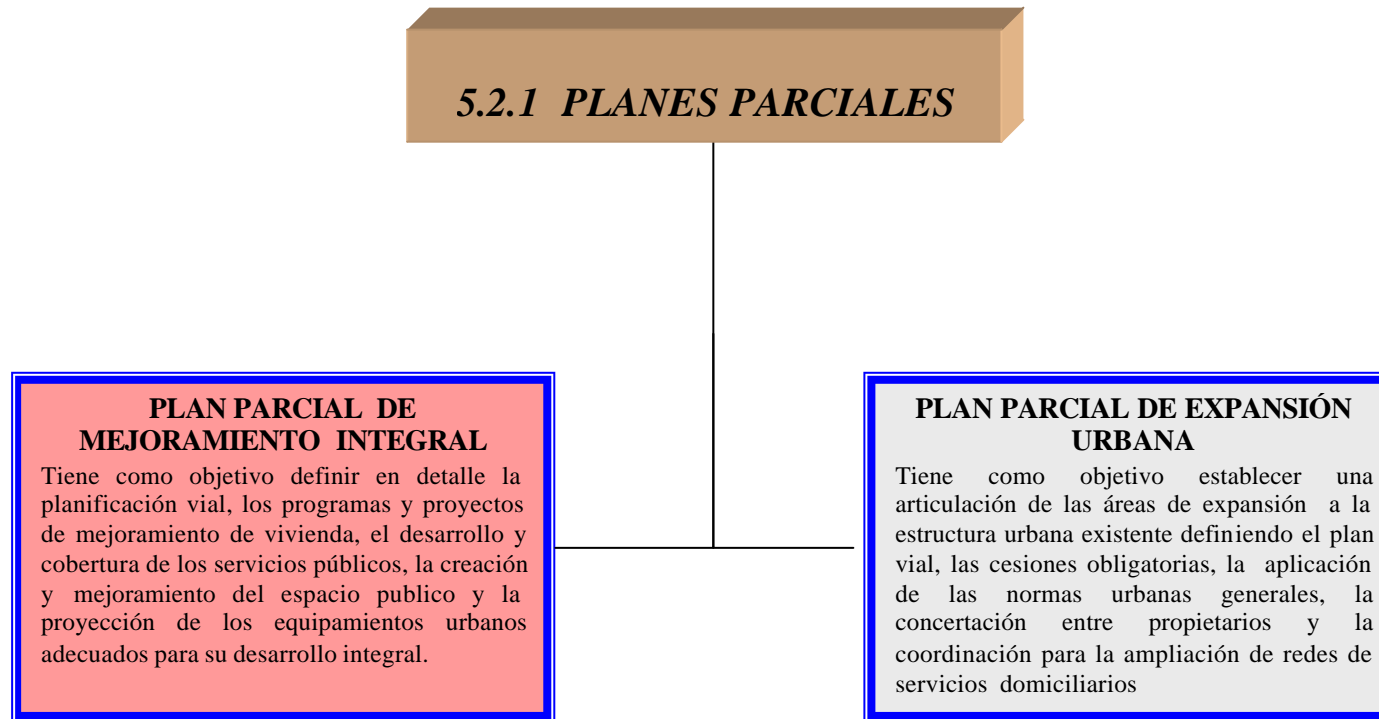 5.2.1 PLANES PARCIALES
PLAN PARCIAL DE
MEJORAMIENTO INTEGRAL
Tiene como objetivo definir en detalle la
planificación vial, los programas y proyectos
de mejoramiento de vivienda, el desarrollo y
cobertura de los servicios públicos, la creación
y mejoramiento del espacio publico y la
proyección de los equipamientos urbanos
adecuados para su desarrollo integral.
PLAN PARCIAL DE EXPANSIÓN
URBANA
Tiene como objetivo establecer una
articulación de las áreas de expansión a la
estructura urbana existente definiendo el plan
vial, las cesiones obligatorias, la aplicación
de las normas urbanas generales, la
concertación entre propietarios y la
coordinación para la ampliación de redes de
servicios domiciliarios